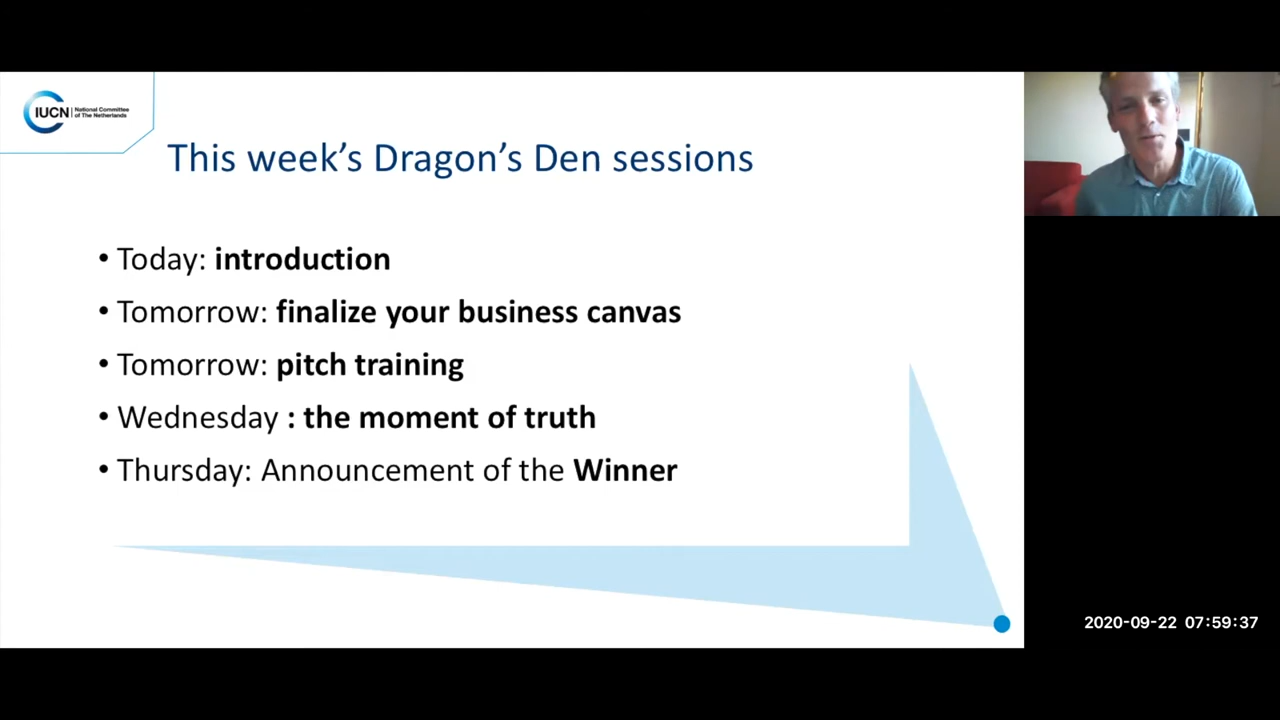 IUCN
National Committee
of The Netherlands
This week's Dragon's Den sessions
• Today: introduction
• Tomorrow: finalize your business canvas
• Tomorrow: pitch training
• Wednesday : the moment of truth
• Thursday: Announcement of the Winner
2020-09-22 07:59:37